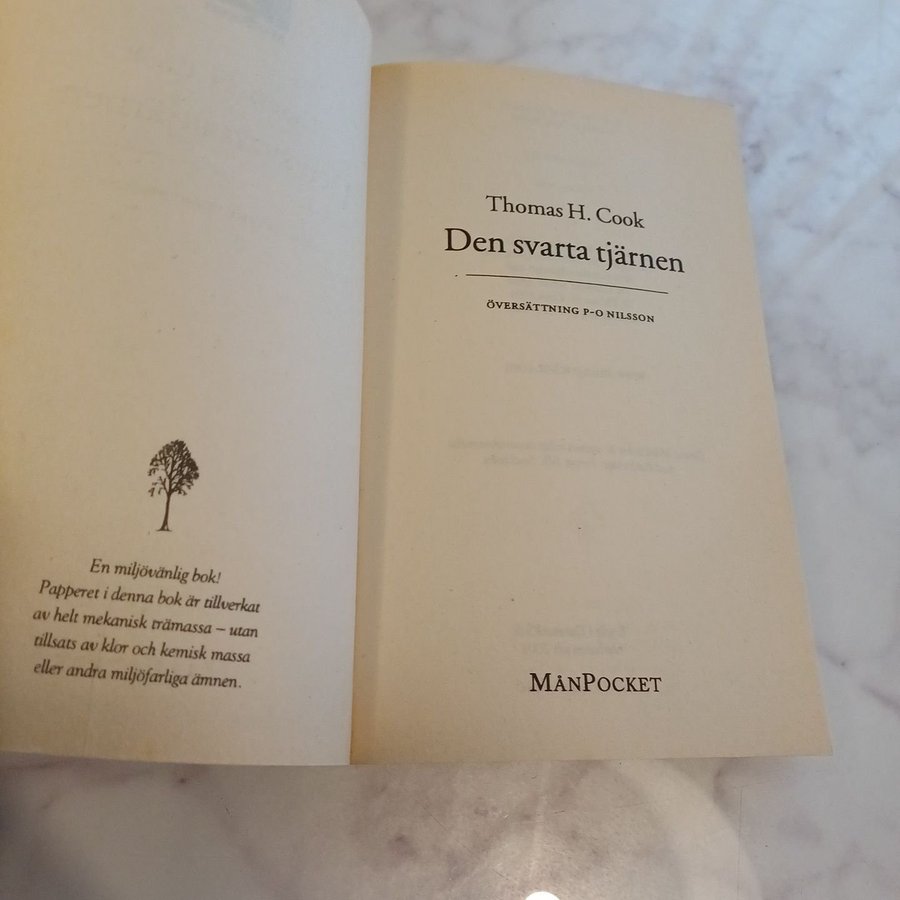 En miljövänlig bok!
Papperet i denna bok är tillverkat
av helt mekanisk trämassa – utan
tillsats av klor och kemisk massa
eller andra miljöfarliga ämnen.
Thomas H. Cook
Den svarta tjärnen
ÖVERSÄTTNING P-O NILSSON
MÅNPOCKET